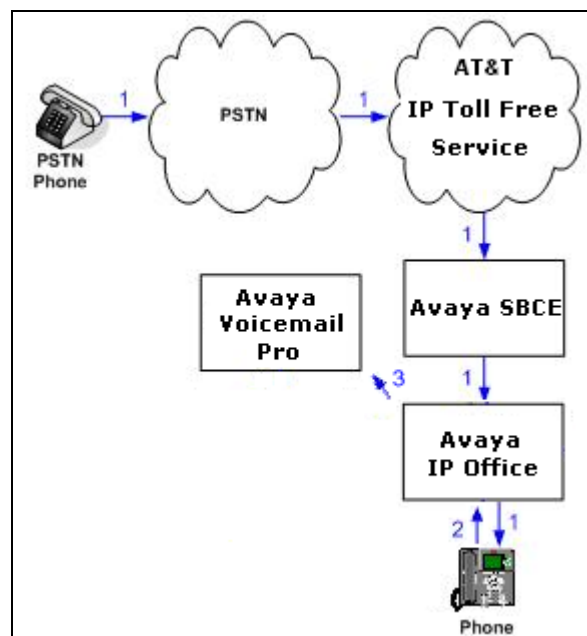 AT&T
IP Toll Free
Service
1
1
PSTN
PSTN
Phone
1
Avaya
Voicemail
Pro
Avaya SBCE
3
1
Avaya
IP Office
2
1
Phone